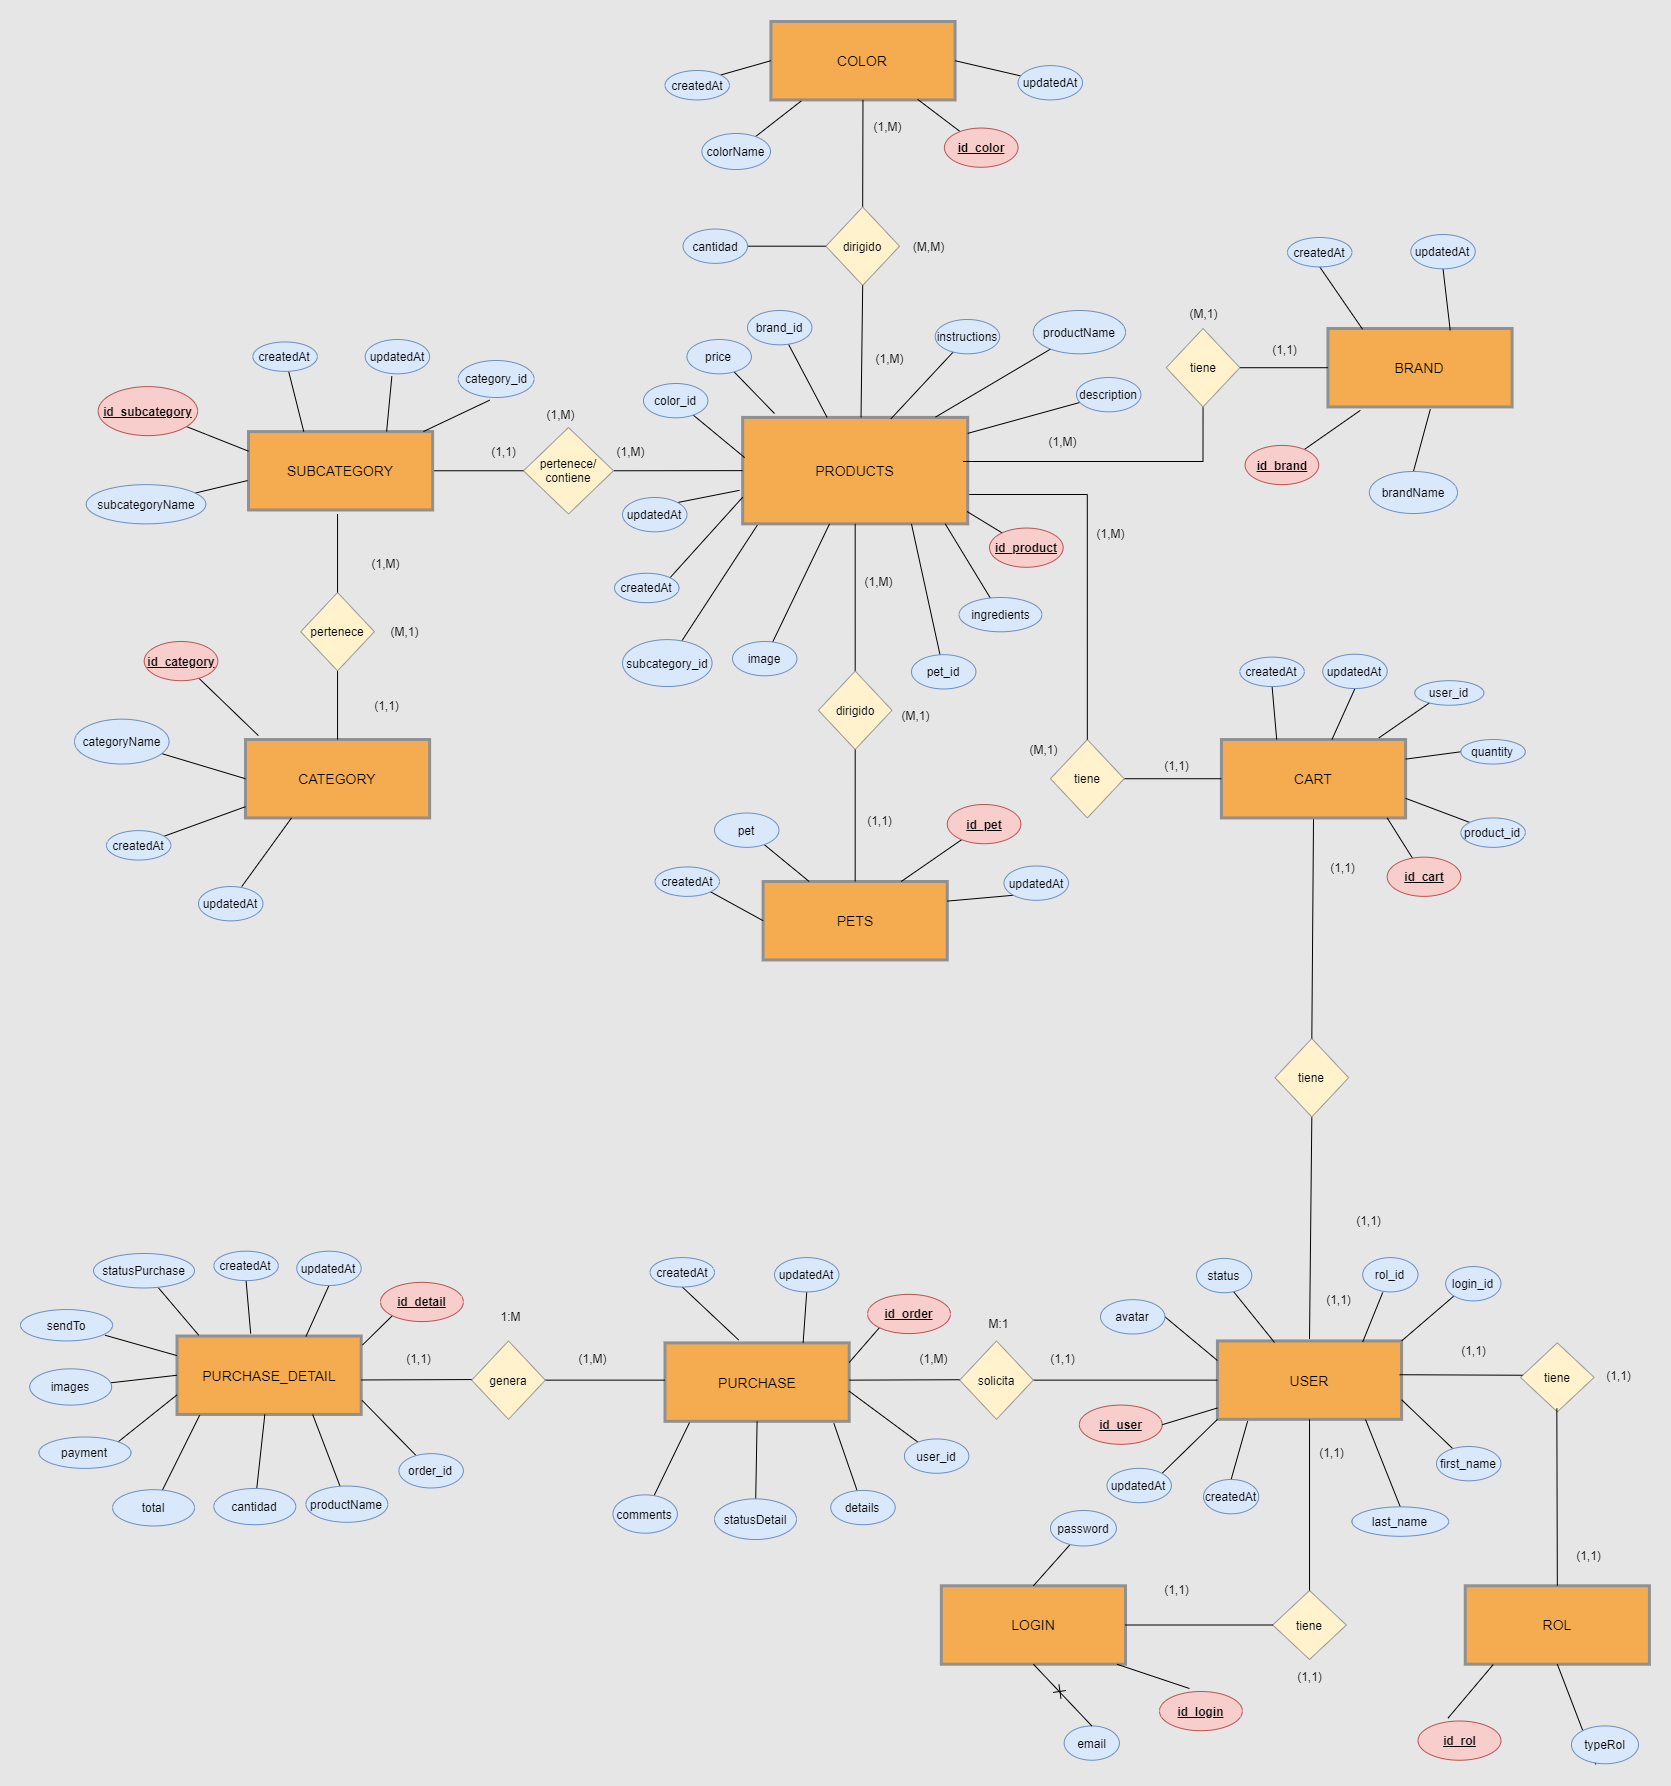 COLOR
createdAt
updatedAt
(1,M)
colorName
id_color
cantidad
dirigido
(M,M)
createdAt
updatedAt
(M,1)
brand_id
instructions
productName
(1,M)
(1,1)
tiene
BRAND
createdAt
updatedAt
price
category_id
description
id_subcategory
color_id
(1,M)
(1,M)
(1,1)
(1,M)
id_brand
brandName
SUBCATEGORY
pertenece/
contiene
PRODUCTS
subcategoryName
updatedAt
id_product
(1,M)
(1,M)
(1,M)
createdAt
ingredients
pertenece
(M,1)
id_category
subcategory_id
image
pet_id
createdAt
updatedAt
user_id
(1,1)
dirigido
(M,1)
categoryName
(M,1)
quantity
(1,1)
CATEGORY
tiene
CART
(1,1)
id_pet
pet
product_id
createdAt
(1,1)
id_cart
createdAt
updatedAt
updatedAt
PETS
tiene
(1,1)
statusPurchase
createdAt
updatedAt
createdAt
updatedAt
status
rol_id
login_id
(1,1)
id_detail
id_order
avatar
sendTo
1:M
M:1
(1,1)
(1,1)
(1,M)
(1,M)
(1,1)
PURCHASE_DETAIL
genera
PURCHASE
solicita
USER
tiene
(1,1)
images
id_user
payment
order_id
user_id
(1,1)
first_name
updatedAt
createdAt
total
cantidad
productName
comments
statusDetail
details
last_name
password
(1,1)
(1,1)
LOGIN
tiene
ROL
(1,1)
id_login
email
id_rol
typeRol